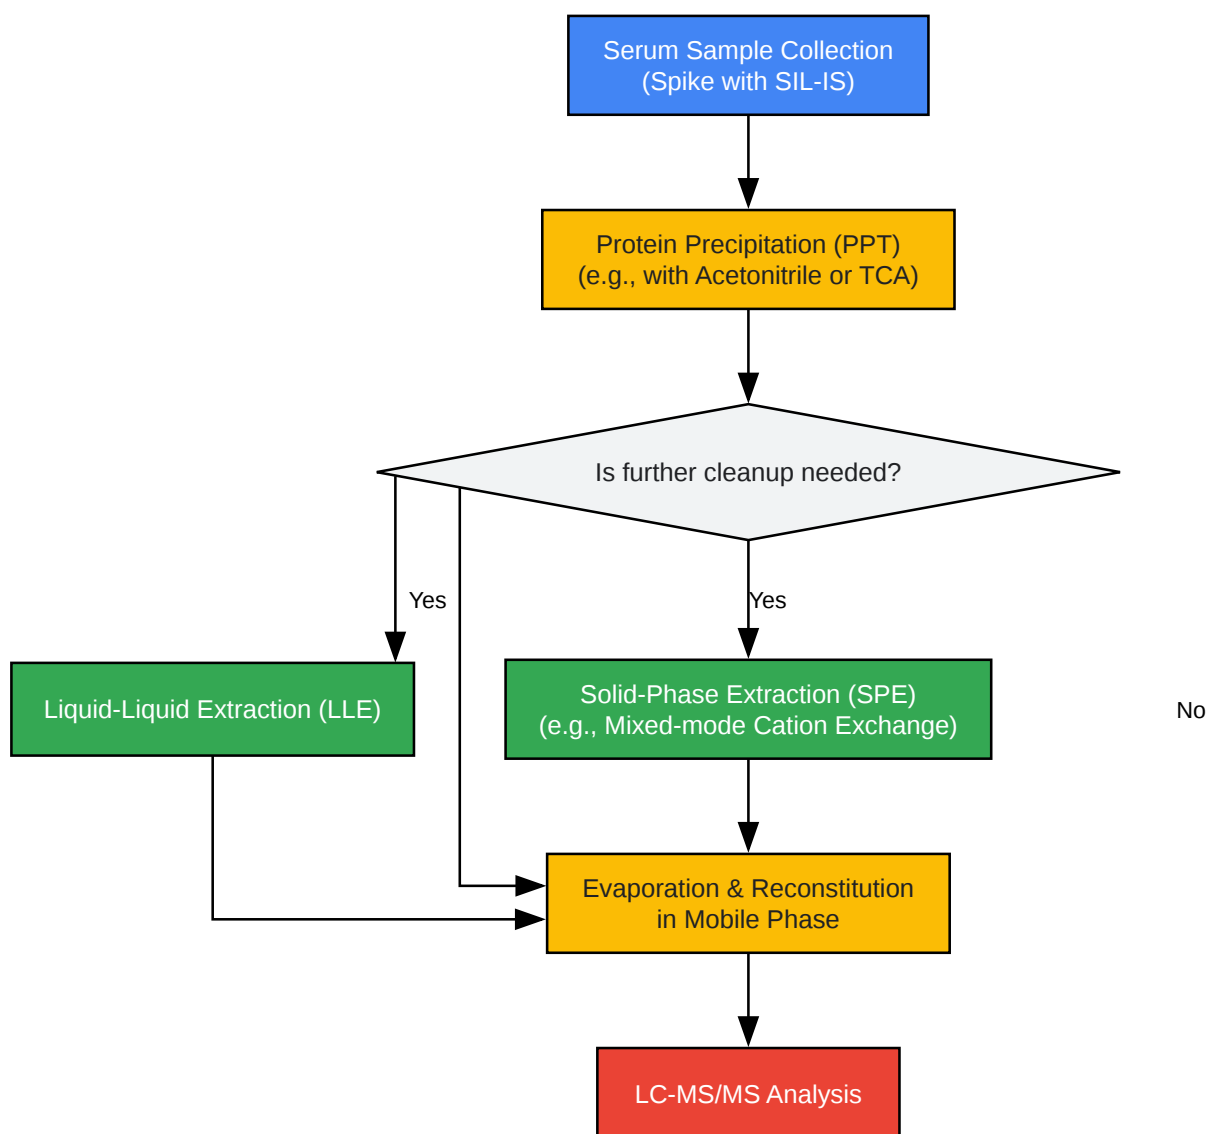 Serum Sample Collection
(Spike with SIL-IS)
Protein Precipitation (PPT)
(e.g., with Acetonitrile or TCA)
Is further cleanup needed?
Yes
Yes
Liquid-Liquid Extraction (LLE)
Solid-Phase Extraction (SPE)
(e.g., Mixed-mode Cation Exchange)
No
Evaporation & Reconstitution
in Mobile Phase
LC-MS/MS Analysis